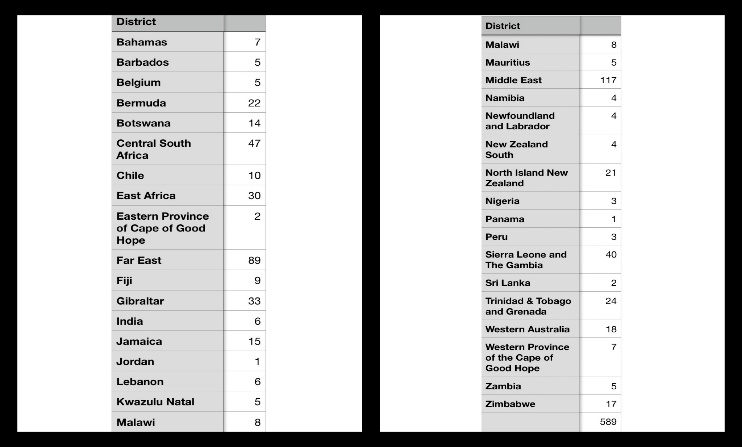 District
Bahamas 7
Barbados 5
Belgium 5
Bermuda 22
Botswana 14
Central South 47
Africa
Chile 10
East Africa 30
Eastern Province 2
of Cape of Good
Hope
Far East 89
Fiji 9
Gibraltar 33
India 6
Jamaica 15
Jordan 1
Lebanon 6
Kwazulu Natal 5
Malawi 8
District
Malawi 8
Mauritius 5
Middle East 117
Namibia 4
Newfoundland 4
and Labrador
New Zealand 4
South
North Island New 21
Zealand
Nigeria 3
Panama 1
Peru 3
Sierra Leone and 40
The Gambia
Sri Lanka 2
Trinidad & Tobago 24
and Grenada
Western Australia 18
Western Province 7
of the Cape of
Good Hope
Zambia 5
Zimbabwe 17
589